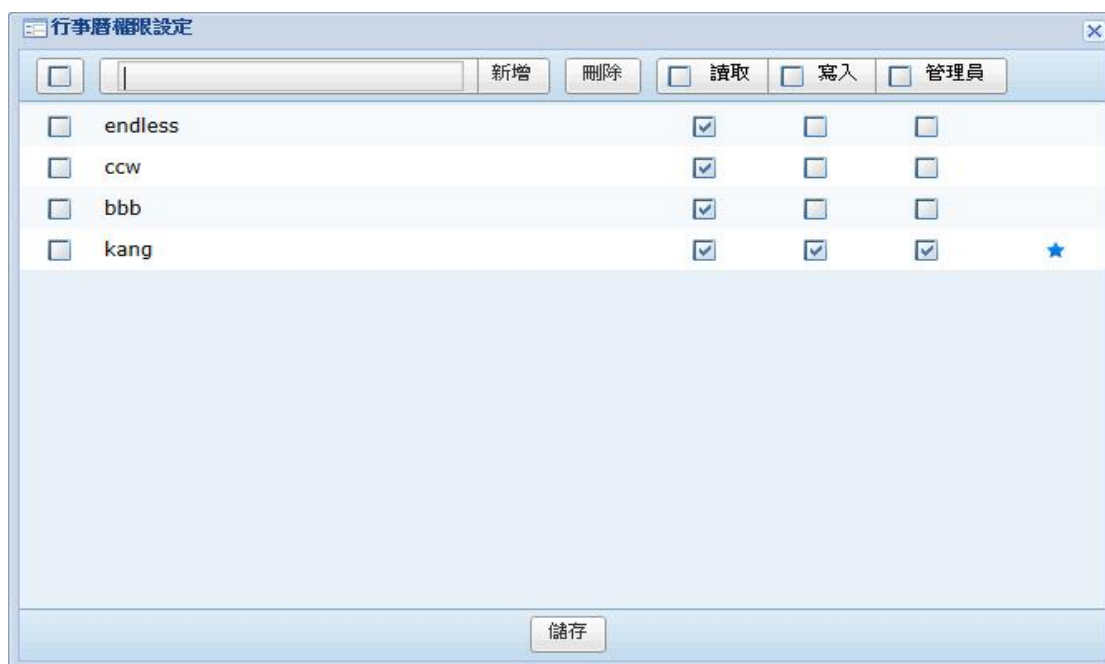 行事曆權限設定
新增 刪除 讀取 寫入 管理員
endless
ccw
bbb
kang
儲存